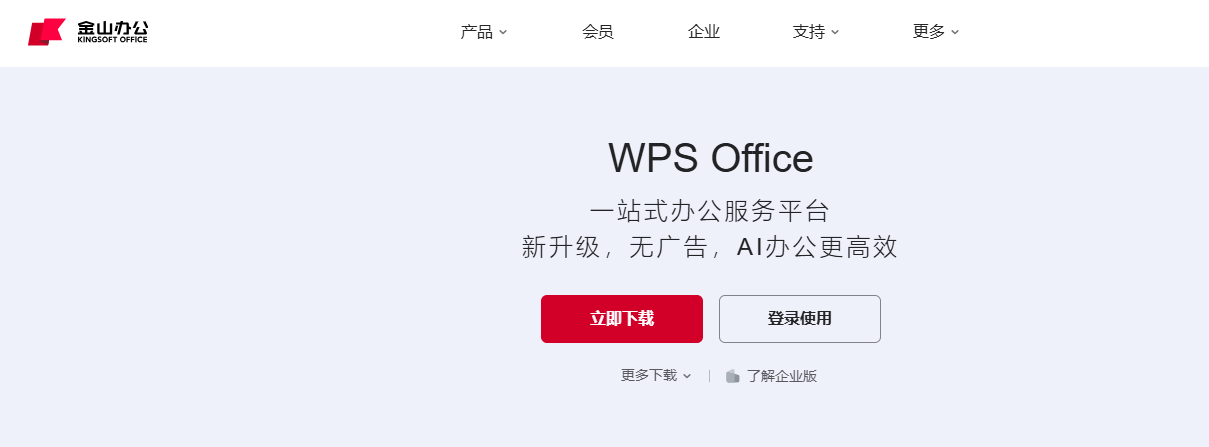 金山办公
KINGSOFT OFFICE
产品 会员 企业 支持 更多
WPS Office
一站式办公服务平台
新升级，无广告，AI办公更高效
立即下载 登录使用
更多下载 了解企业版